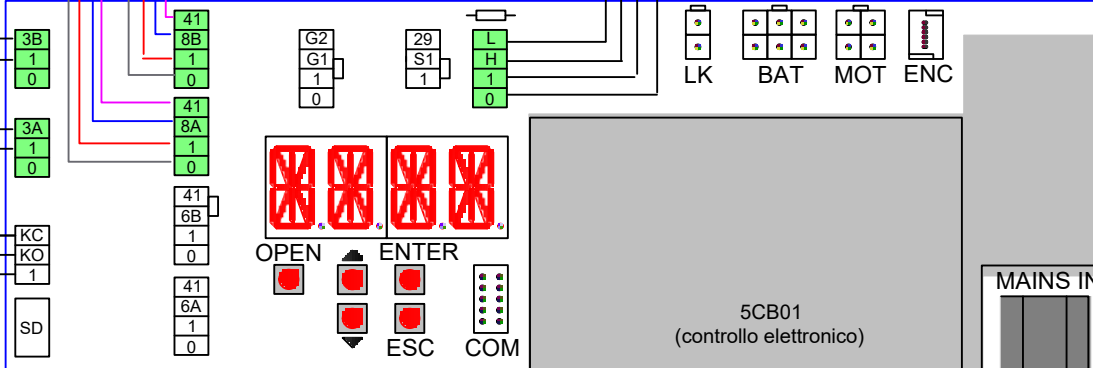 3B
1
0
3A
1
0
KC
KO
1
SD
41
8B
1
0
41
8A
1
0
41
6B
1
0
41
6A
1
0
G2
G1
1
0
29
S1
1
0
L
H
1
0
LK
BAT
MOT
ENC
OPEN
ENTER
ESC
COM
5CB01
(controllo elettronico)
MAINS IN